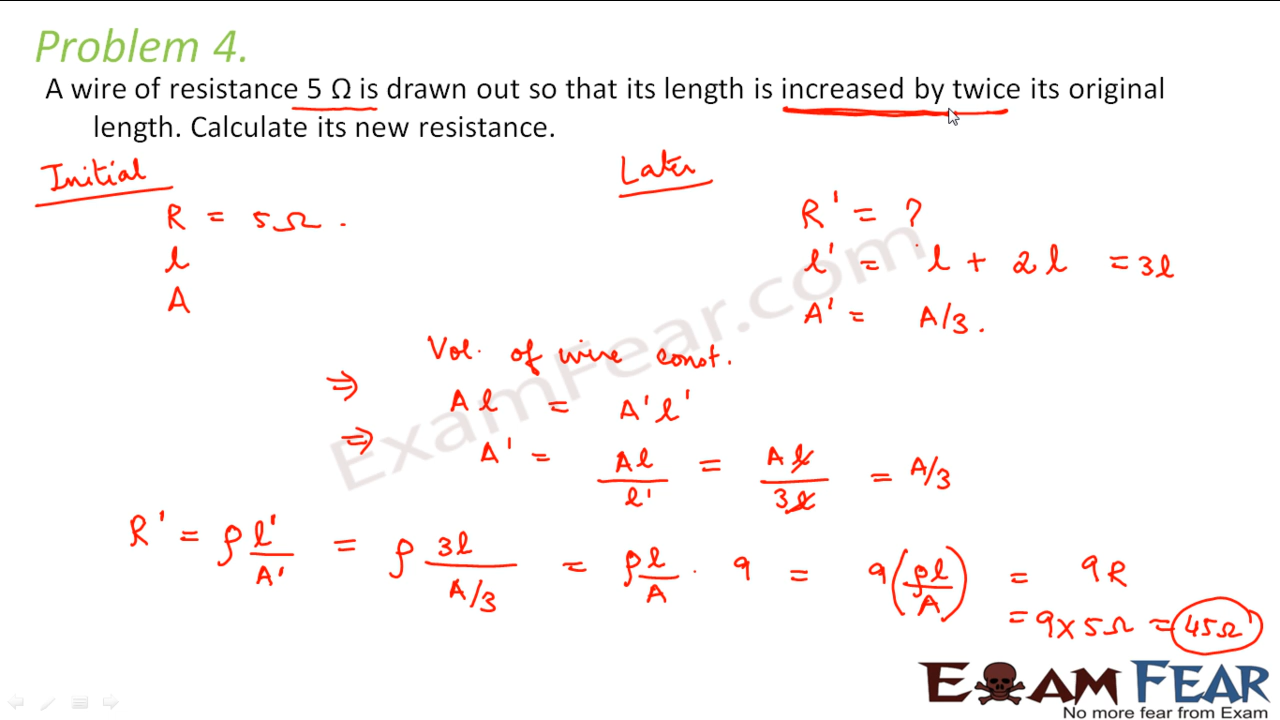 Problem 4.
A wire of resistance 5 Ω is drawn out so that its length is increased by twice its original
length. Calculate its new resistance.
Initial
Later
R = 5Ω.
R' = ?
l
l' = l + 2l = 3l
A
A' = A/3.
Vol. of wire const.
⇒ Al = A'l'
⇒ A' = Al/l' = Al/3l = A/3
R' = ρ l'/A' = ρ 3l/A/3 = ρl/A . 9 = 9(ρl/A) = 9R
= 9 x 5Ω = 45Ω
ExamFear.com
EXAM FEAR
No more fear from Exam